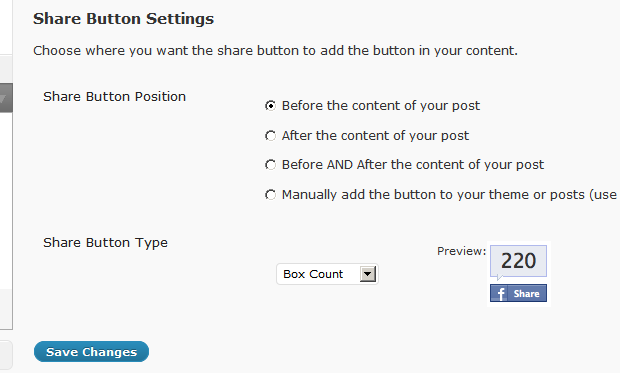 Share Button Settings
Choose where you want the share button to add the button in your content.
Share Button Position
Before the content of your post
After the content of your post
Before AND After the content of your post
Manually add the button to your theme or posts (use
Share Button Type
Box Count
Preview:
220
f Share
Save Changes